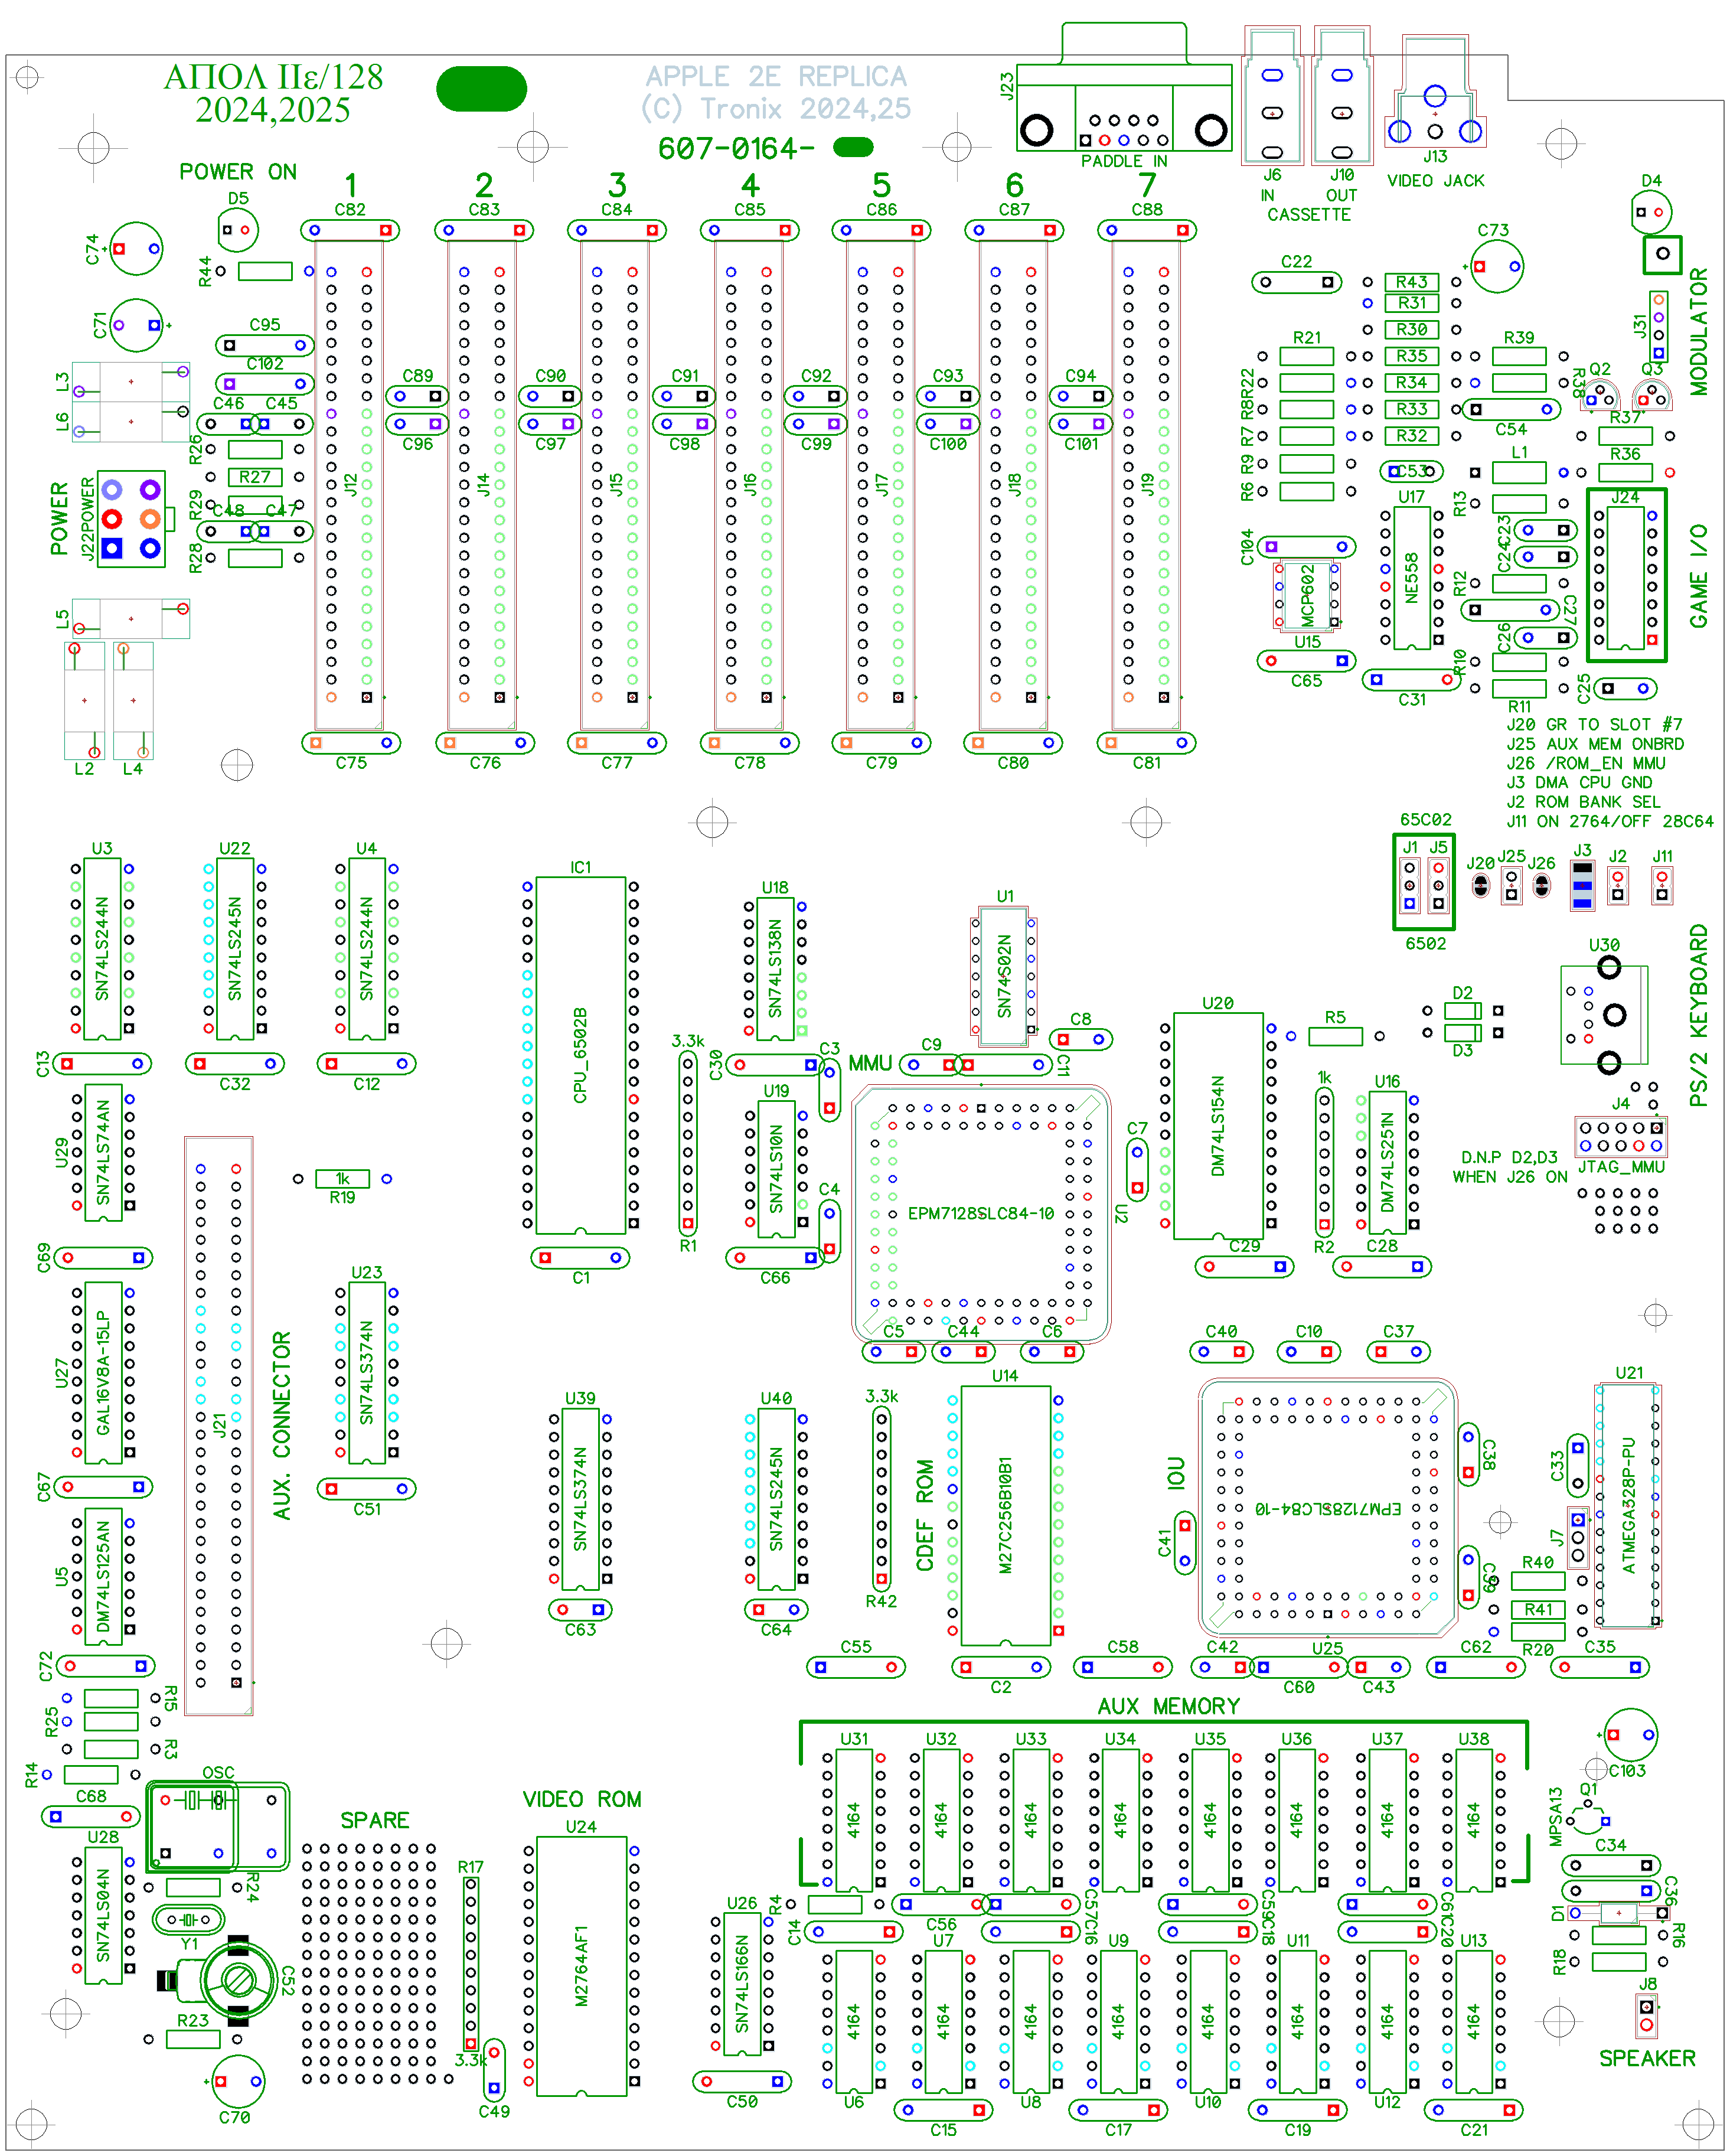 ΑΠΟΛ ΙΙε/128
2024,2025
APPLE 2E REPLICA
(C) Tronix 2024,25
607-0164-
J23
PADDLE IN
J6
IN
J10
OUT
CASSETTE
J13
VIDEO JACK
POWER ON
D5
D4
1 2 3 4 5 6 7
C82 C83 C84 C85 C86 C87 C88
C74
R44
C73
C22
R43
R31
R30
J31
MODULATOR
C71
C95
C102
L3
L6
C46 C45
R26
R27
R29
C48 C47
R28
C89 C90 C91 C92 C93 C94
C96 C97 C98 C99 C100 C101
R21
R35
R39
R22
R34
R38
Q2
Q3
R8
R33
C54
R37
R7
R32
R9
C53
L1
R36
R6
U17
R13
J24
POWER
J22POWER
J12 J14 J15 J16 J17 J18 J19
C104
MCP602
U15
NE558
C23
C24
R12
C27
C26
GAME I/O
L5
C65
C31
R10
R11
C25
L2
L4
C75 C76 C77 C78 C79 C80 C81
J20 GR TO SLOT #7
J25 AUX MEM ONBRD
J26 /ROM_EN MMU
J3 DMA CPU GND
J2 ROM BANK SEL
J11 ON 2764/OFF 28C64
65C02
J1 J5
6502
J20
J25
J26
J3
J2
J11
U3
SN74LS244N
U22
SN74LS245N
U4
SN74LS244N
IC1
CPU_6502B
U18
SN74LS138N
U1
SN74S02N
U20
DM74LS154N
R5
D2
D3
U30
PS/2 KEYBOARD
C13
C32
C12
3.3k
R1
C30
C3
MMU
C9
C11
C8
U29
SN74LS74AN
U19
SN74LS10N
C4
EPM7128SLC84-10
U2
C7
1k
R2
U16
DM74LS251N
J4
JTAG_MMU
D.N.P D2,D3
WHEN J26 ON
1k
R19
C69
C1
C66
C29
C28
U27
GAL16V8A-15LP
J21
AUX. CONNECTOR
U23
SN74LS374N
C5
C44
C6
C40
C10
C37
U39
SN74LS374N
U40
SN74LS245N
3.3k
R42
CDEF ROM
U14
M27C256B10B1
IOU
EPM7128SLC84-10
U25
C38
C41
C39
C33
J7
U21
ATMEGA328P-PU
C67
C51
U5
DM74LS125AN
R40
R41
R20
C63
C64
C72
C55
C2
C58
C42
C60
C43
C62
C35
R15
R25
R3
R14
AUX MEMORY
U31 U32 U33 U34 U35 U36 U37 U38
4164 4164 4164 4164 4164 4164 4164 4164
C103
Q1
MPSA13
OSC
C68
SPARE
VIDEO ROM
U24
M2764AF1
U28
SN74LS04N
R24
Y1
C52
R23
C70
R17
3.3k
C49
U26
SN74LS166N
C50
R4
C14
C56
C57
C16
C59
C18
C61
C20
C34
C36
D1
R16
R18
U7 U9 U11 U13
4164 4164 4164 4164 4164 4164 4164 4164
U6 U8 U10 U12
C15 C17 C19 C21
J8
SPEAKER